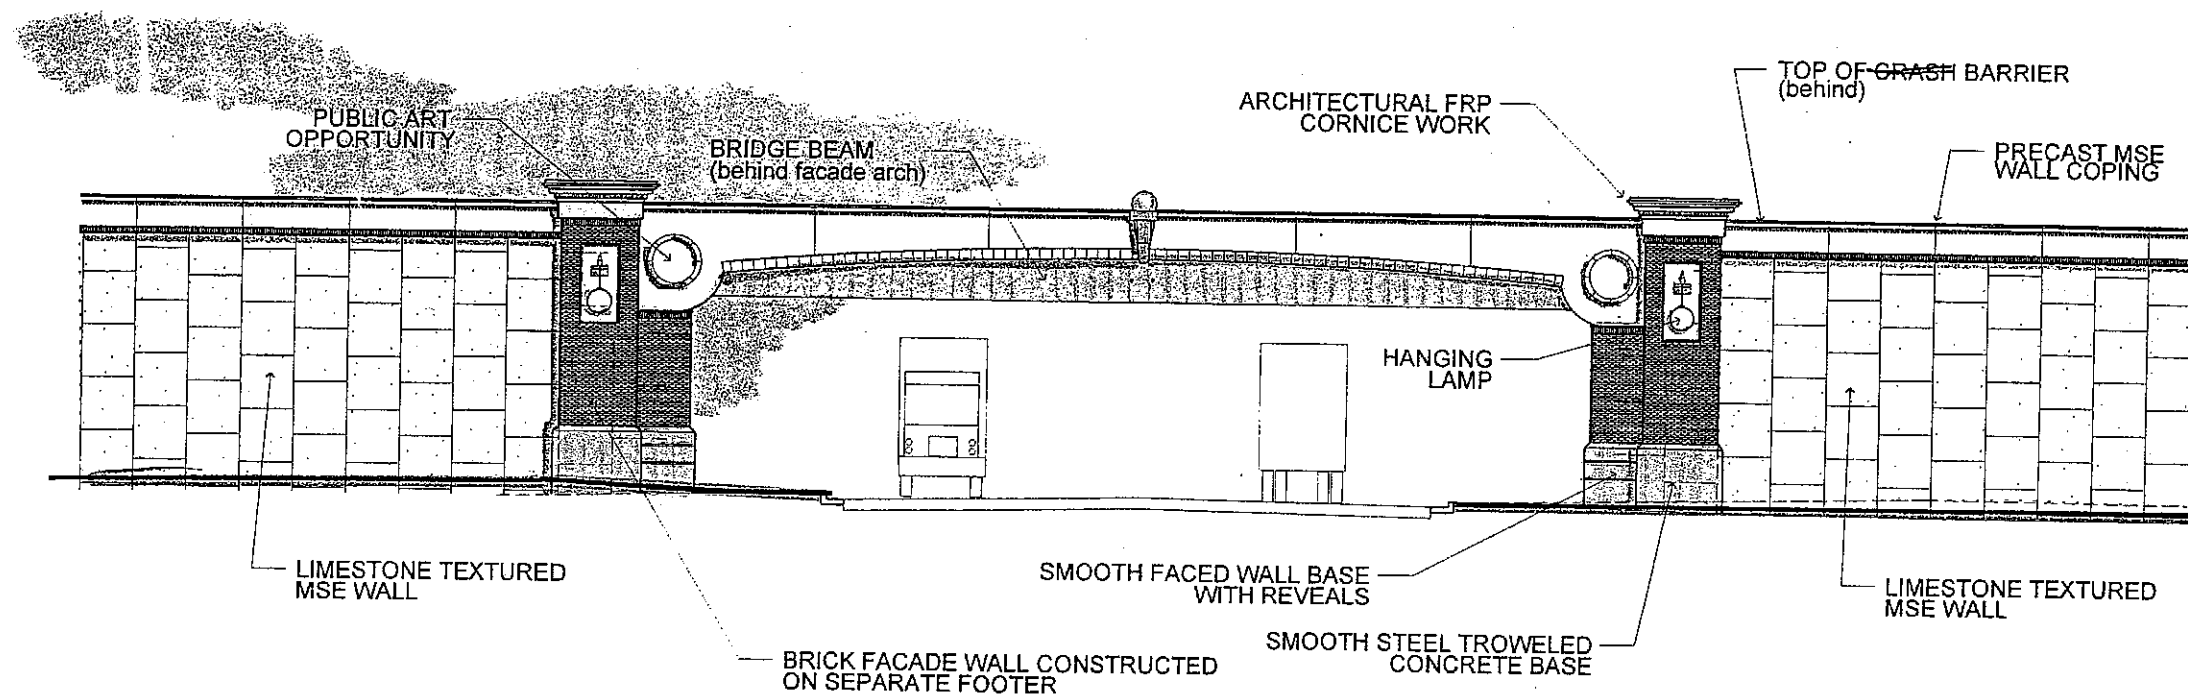 PUBLIC ART
OPPORTUNITY
BRIDGE BEAM
(behind facade arch)
ARCHITECTURAL FRP
CORNICE WORK
TOP OF CRASH BARRIER
(behind)
PRECAST MSE
WALL COPING
HANGING
LAMP
LIMESTONE TEXTURED
MSE WALL
SMOOTH FACED WALL BASE
WITH REVEALS
LIMESTONE TEXTURED
MSE WALL
BRICK FACADE WALL CONSTRUCTED
ON SEPARATE FOOTER
SMOOTH STEEL TROWELED
CONCRETE BASE